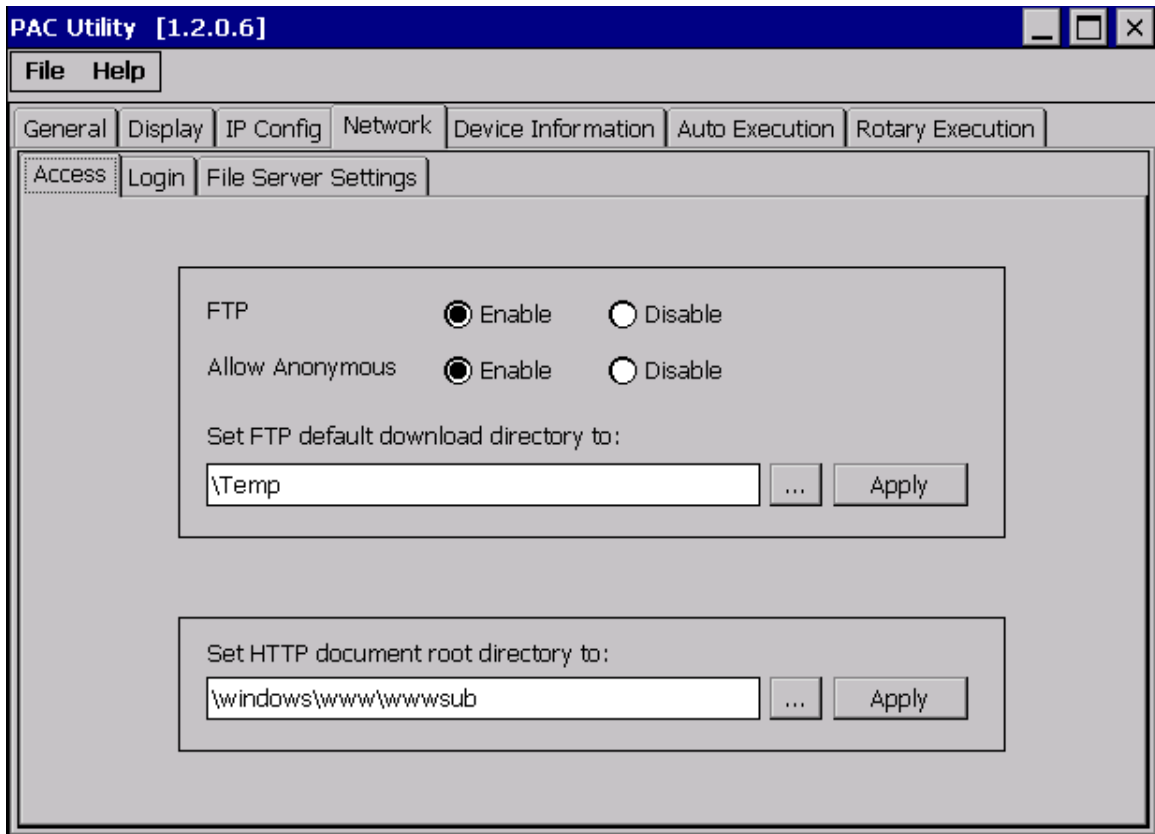 PAC Utility [1.2.0.6]
File Help
General Display IP Config Network Device Information Auto Execution Rotary Execution
Access Login File Server Settings
FTP Enable Disable
Allow Anonymous Enable Disable
Set FTP default download directory to:
\Temp ... Apply
Set HTTP document root directory to:
\windows\www\wwwsub ... Apply